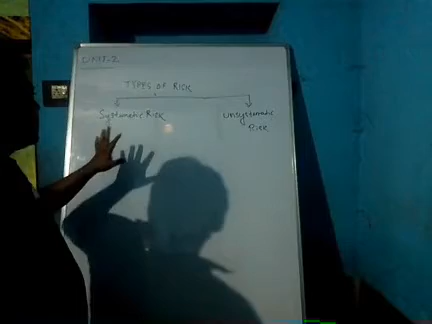 UNIT-2
TYPES OF RISK
Systematic Risk
Unsystematic
Risk